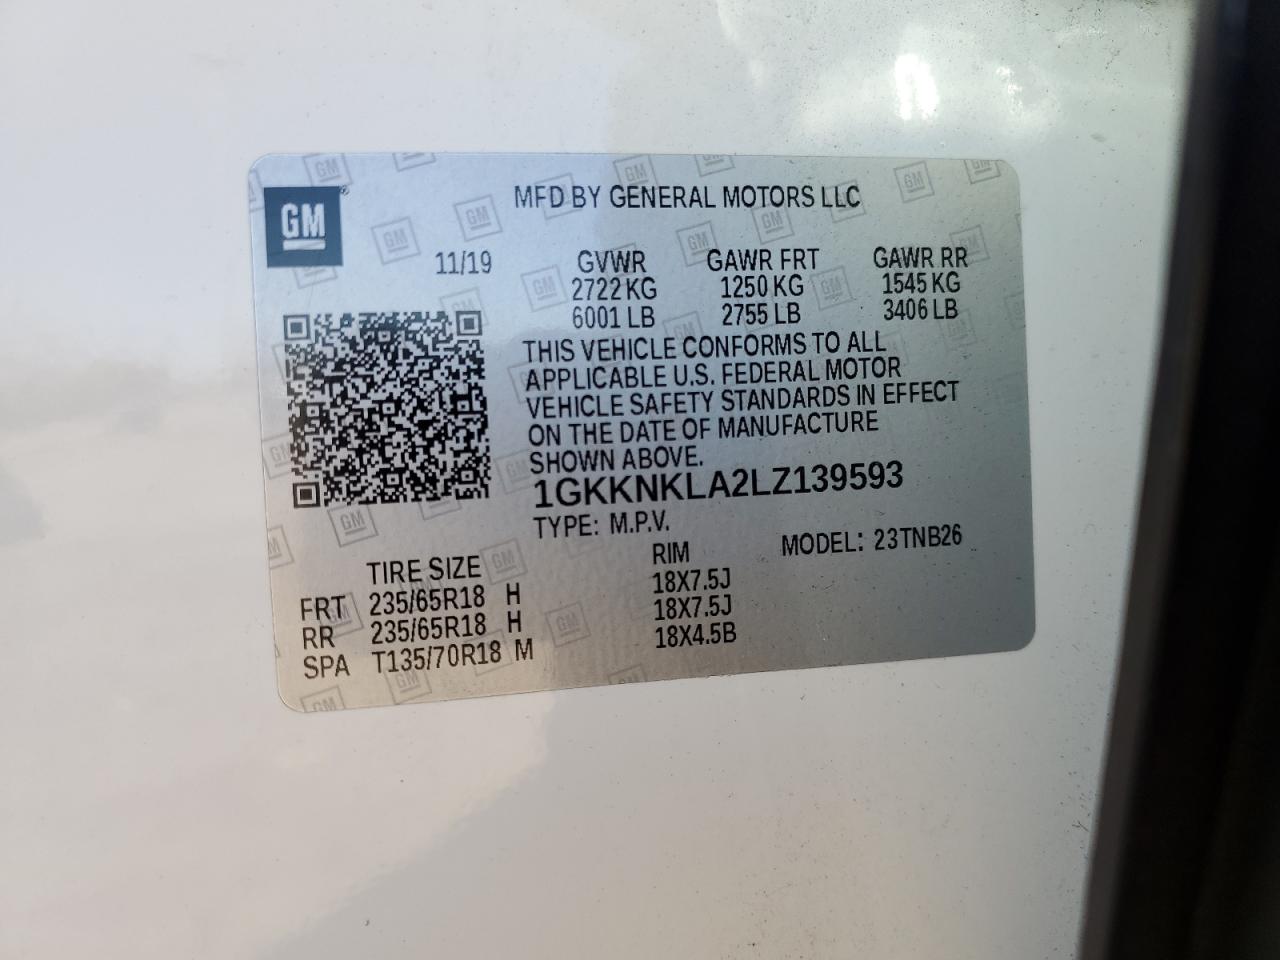 GM
MFD BY GENERAL MOTORS LLC
11/19
GVWR GAWR FRT GAWR RR
2722 KG 1250 KG 1545 KG
6001 LB 2755 LB 3406 LB
THIS VEHICLE CONFORMS TO ALL
APPLICABLE U.S. FEDERAL MOTOR
VEHICLE SAFETY STANDARDS IN EFFECT
ON THE DATE OF MANUFACTURE
SHOWN ABOVE.
1GKKNKLA2LZ139593
TYPE: M.P.V. MODEL: 23TNB26
TIRE SIZE RIM
FRT 235/65R18 H 18X7.5J
RR 235/65R18 H 18X7.5J
SPA T135/70R18 M 18X4.5B